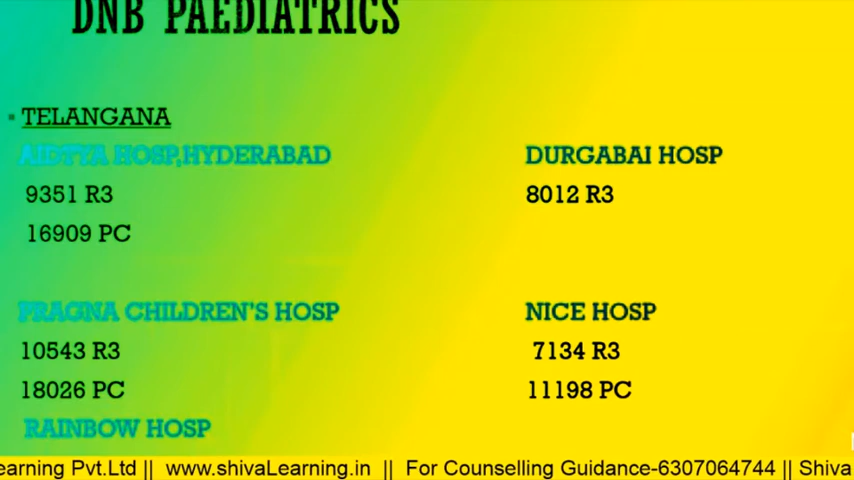 DNB PAEDIATRICS
TELANGANA
AIDTYA HOSP,HYDERABAD
9351 R3
16909 PC
DURGABAI HOSP
8012 R3
PRAGNA CHILDREN'S HOSP
10543 R3
18026 PC
NICE HOSP
7134 R3
11198 PC
RAINBOW HOSP
earning Pvt.Ltd || www.shivaLearning.in || For Counselling Guidance-6307064744 || Shiva